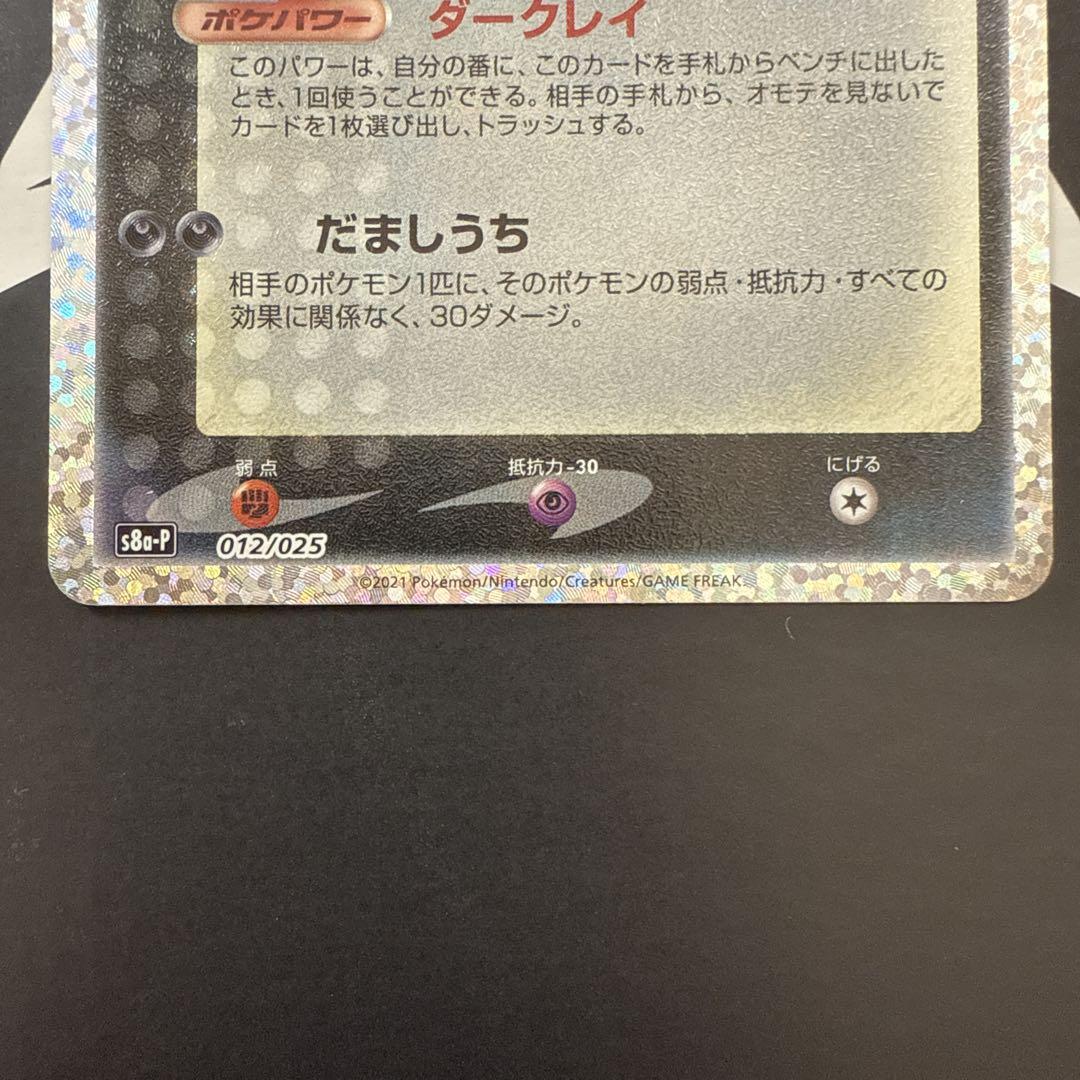 ポケパワー ダークレイ
このパワーは、自分の番に、このカードを手札からベンチに出した
とき、1回使うことができる。相手の手札から、オモテを見ないで
カードを1枚選び出し、トラッシュする。
だましうち
相手のポケモン1匹に、そのポケモンの弱点・抵抗力・すべての
効果に関係なく、30ダメージ。
弱点 抵抗力-30 にげる
s8a-P 012/025
©2021 Pokémon/Nintendo/Creatures/GAME FREAK.